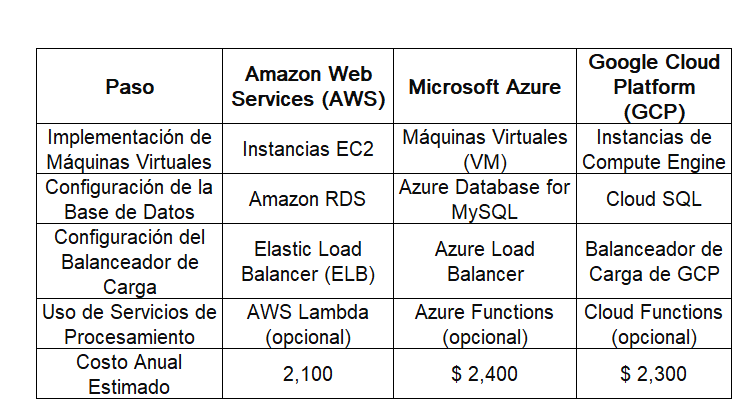 Paso
Amazon Web
Services (AWS)
Microsoft Azure
Google Cloud
Platform
(GCP)
Implementación de
Máquinas Virtuales
Instancias EC2
Máquinas Virtuales
(VM)
Instancias de
Compute Engine
Configuración de la
Base de Datos
Amazon RDS
Azure Database for
MySQL
Cloud SQL
Configuración del
Balanceador de
Carga
Elastic Load
Balancer (ELB)
Azure Load
Balancer
Balanceador de
Carga de GCP
Uso de Servicios de
Procesamiento
AWS Lambda
(opcional)
Azure Functions
(opcional)
Cloud Functions
(opcional)
Costo Anual
Estimado
2,100
$ 2,400
$ 2,300